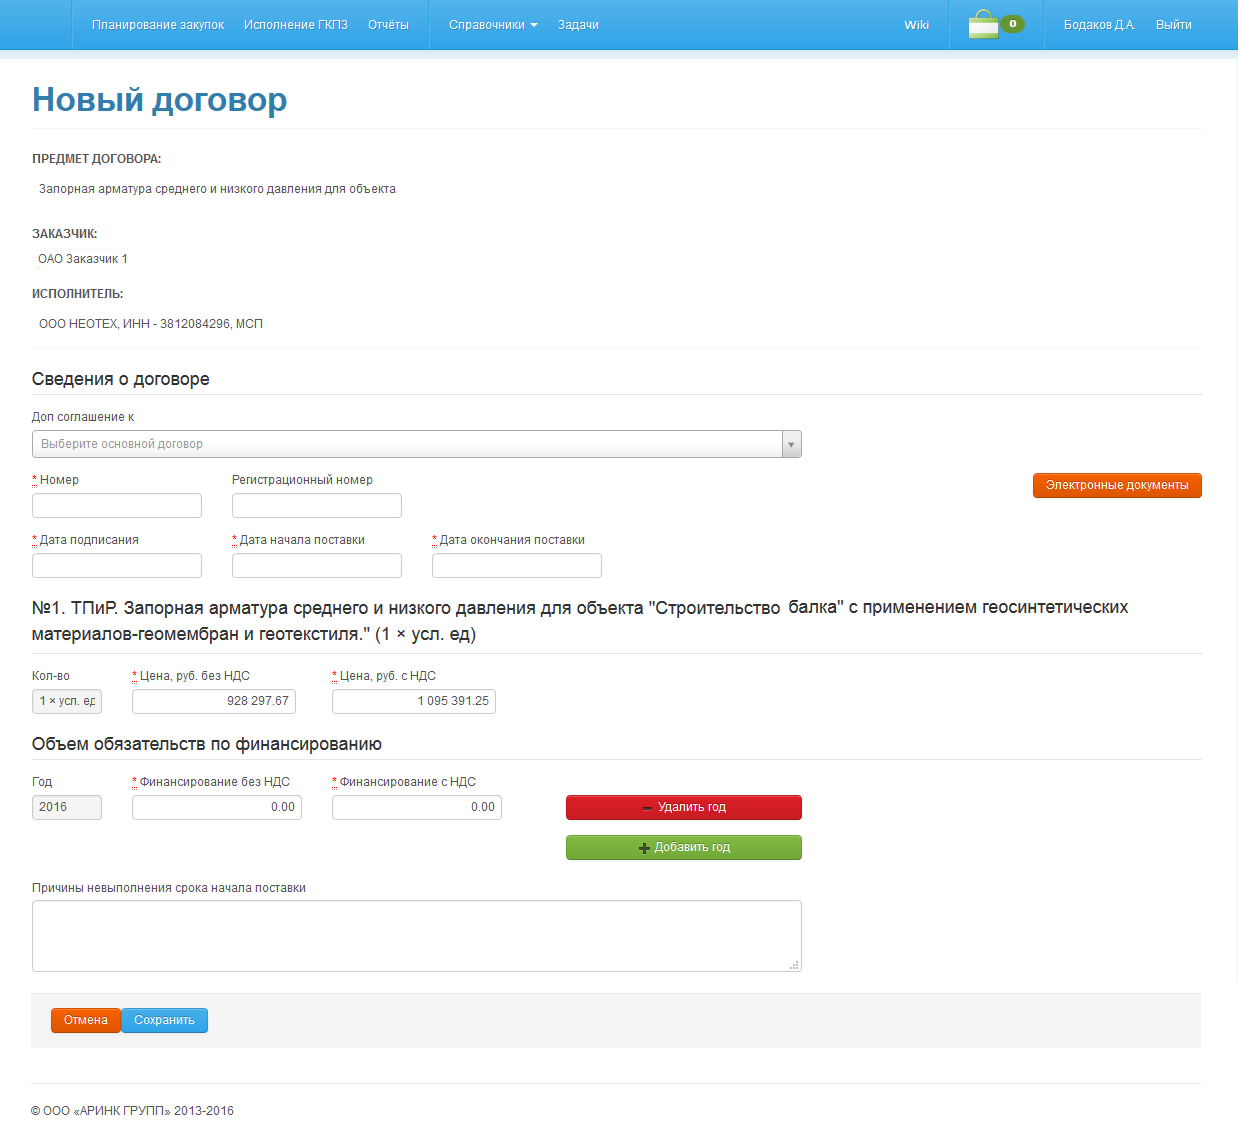 Планирование закупок Исполнение ГКПЗ Отчёты Справочники Задачи Wiki 0 Бодаков Д.А. Выйти
Новый договор
ПРЕДМЕТ ДОГОВОРА:
Запорная арматура среднего и низкого давления для объекта
ЗАКАЗЧИК:
ОАО Заказчик 1
ИСПОЛНИТЕЛЬ:
ООО НЕОТЕХ, ИНН - 3812084296, МСП
Сведения о договоре
Доп соглашение к
Выберите основной договор
* Номер Регистрационный номер
Электронные документы
* Дата подписания * Дата начала поставки * Дата окончания поставки
№1. ТПиР. Запорная арматура среднего и низкого давления для объекта "Строительство балка" с применением геосинтетических
материалов-геомембран и геотекстиля." (1 × усл. ед)
Кол-во * Цена, руб. без НДС * Цена, руб. с НДС
1 × усл. ед 928 297.67 1 095 391.25
Объем обязательств по финансированию
Год * Финансирование без НДС * Финансирование с НДС
2016 0.00 0.00 Удалить год
Добавить год
Причины невыполнения срока начала поставки
Отмена Сохранить
© ООО «АРИНК ГРУПП» 2013-2016